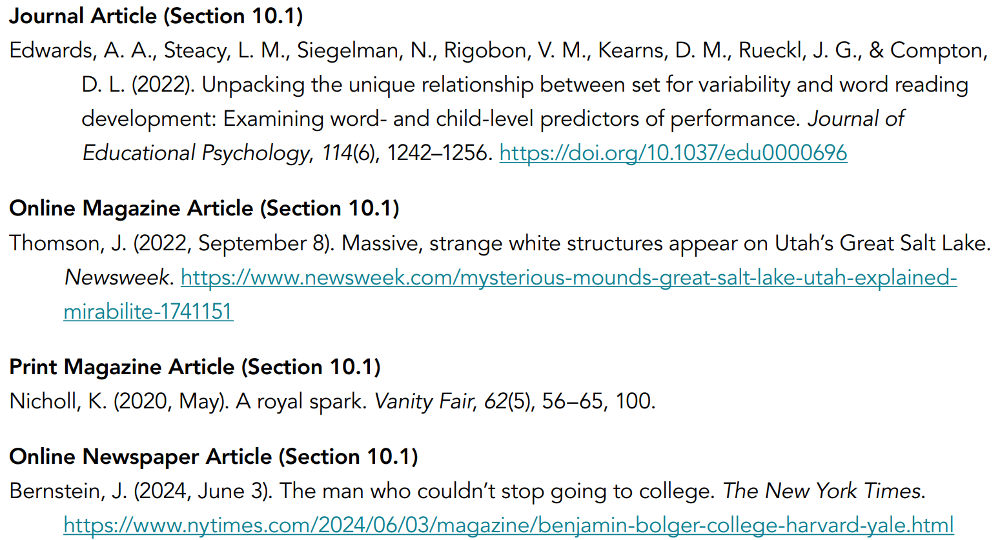 Journal Article (Section 10.1)
Edwards, A. A., Steacy, L. M., Siegelman, N., Rigobon, V. M., Kearns, D. M., Rueckl, J. G., & Compton,
D. L. (2022). Unpacking the unique relationship between set for variability and word reading
development: Examining word- and child-level predictors of performance. Journal of
Educational Psychology, 114(6), 1242–1256. https://doi.org/10.1037/edu0000696
Online Magazine Article (Section 10.1)
Thomson, J. (2022, September 8). Massive, strange white structures appear on Utah’s Great Salt Lake.
Newsweek. https://www.newsweek.com/mysterious-mounds-great-salt-lake-utah-explained-
mirabilite-1741151
Print Magazine Article (Section 10.1)
Nicholl, K. (2020, May). A royal spark. Vanity Fair, 62(5), 56–65, 100.
Online Newspaper Article (Section 10.1)
Bernstein, J. (2024, June 3). The man who couldn’t stop going to college. The New York Times.
https://www.nytimes.com/2024/06/03/magazine/benjamin-bolger-college-harvard-yale.html